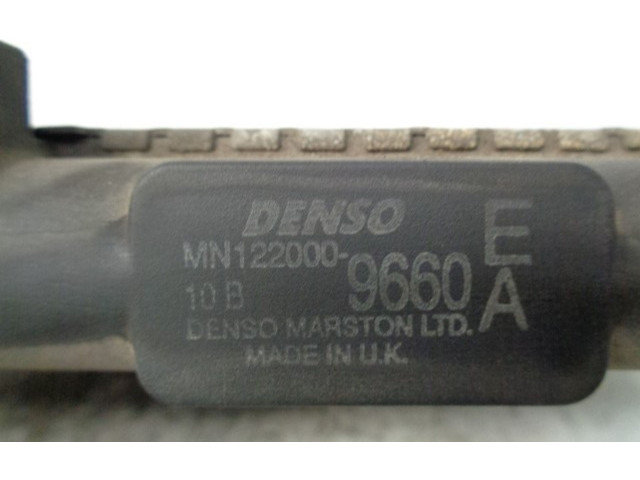 DENSO
MN122000-9660 E
10 B A
DENSO MARSTON LTD.
MADE IN U.K.